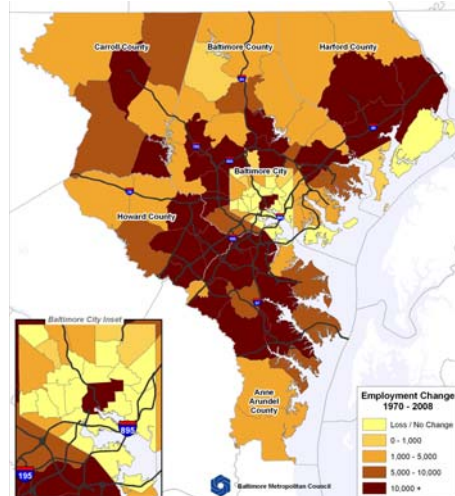 Carroll County
Baltimore County
Harford County
Baltimore City
Howard County
Baltimore City Inset
895
195
Anne
Arundel
County
Employment Change
1970 - 2008
Loss / No Change
0 - 1,000
1,000 - 5,000
5,000 - 10,000
10,000 +
Baltimore Metropolitan Council